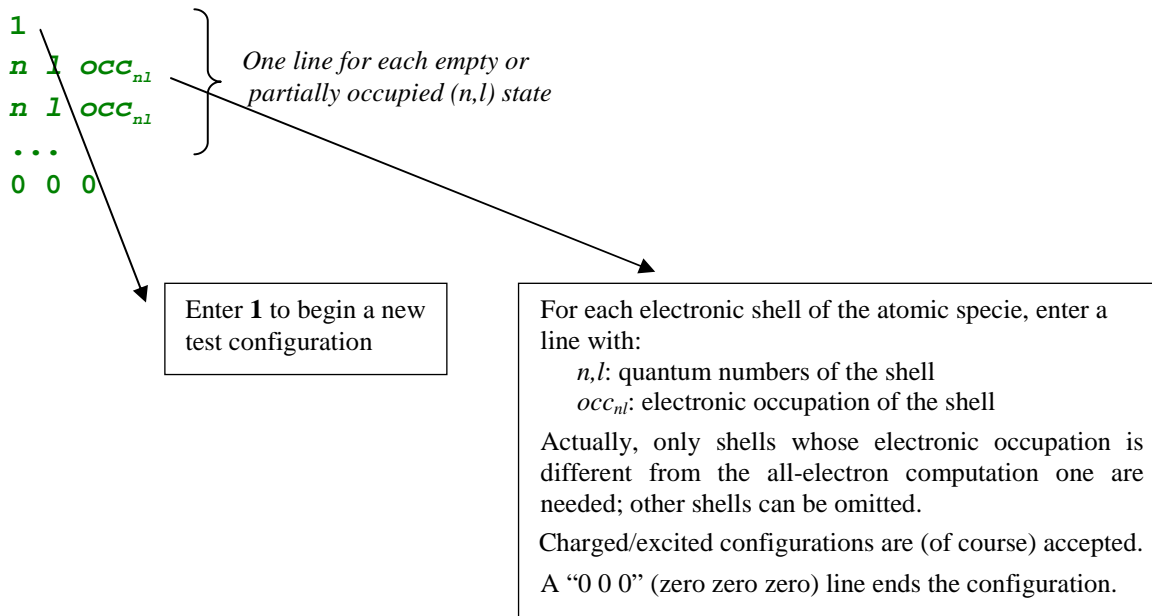 1
n l occnl
n l occnl
...
0 0 0
One line for each empty or
partially occupied (n,l) state
Enter 1 to begin a new
test configuration
For each electronic shell of the atomic specie, enter a
line with:
n,l: quantum numbers of the shell
occnl: electronic occupation of the shell
Actually, only shells whose electronic occupation is
different from the all-electron computation one are
needed; other shells can be omitted.
Charged/excited configurations are (of course) accepted.
A “0 0 0” (zero zero zero) line ends the configuration.